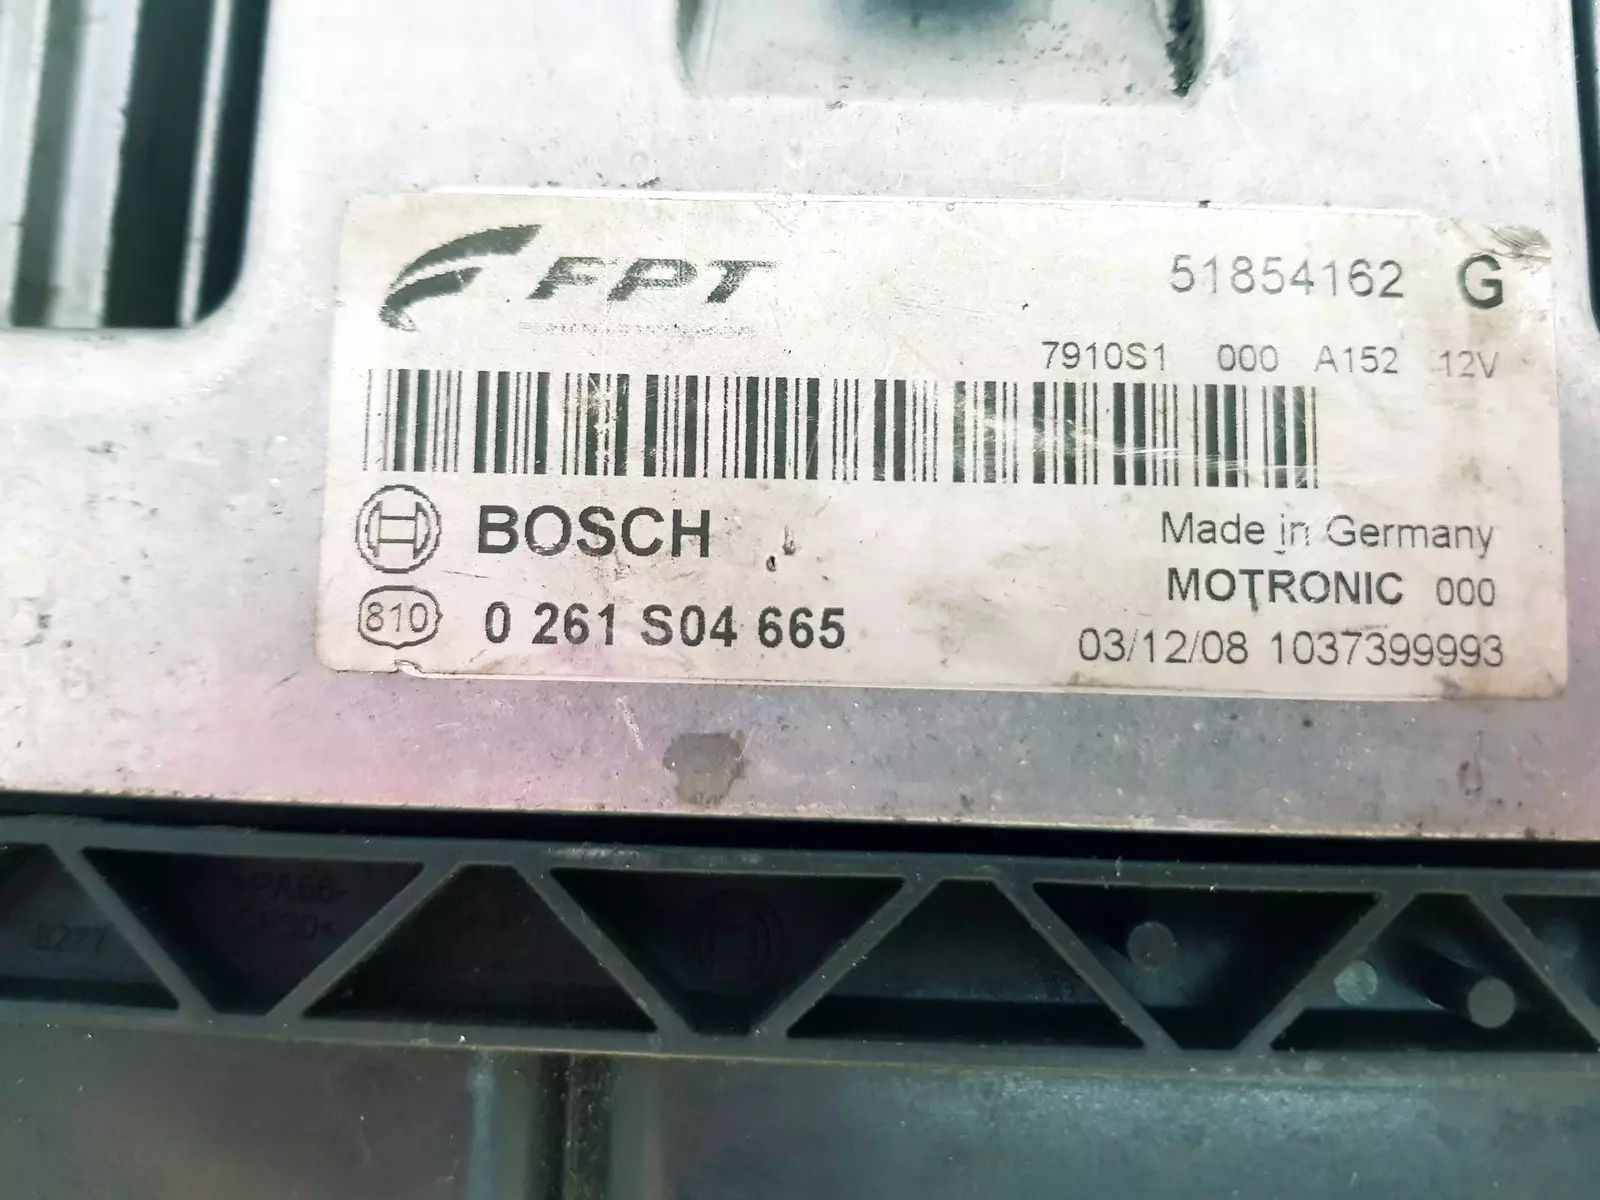 FPT
51854162 G
7910S1 000 A152 12V
BOSCH
Made in Germany
MOTRONIC 000
810
0 261 S04 665
03/12/08 1037399993